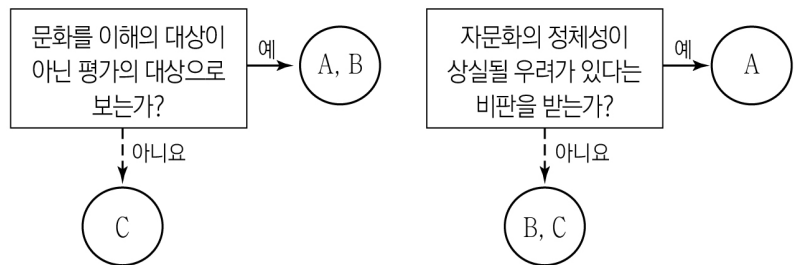 문화를 이해의 대상이
아닌 평가의 대상으로
보는가?
예
A, B
아니요
C
자문화의 정체성이
상실될 우려가 있다는
비판을 받는가?
예
A
아니요
B, C